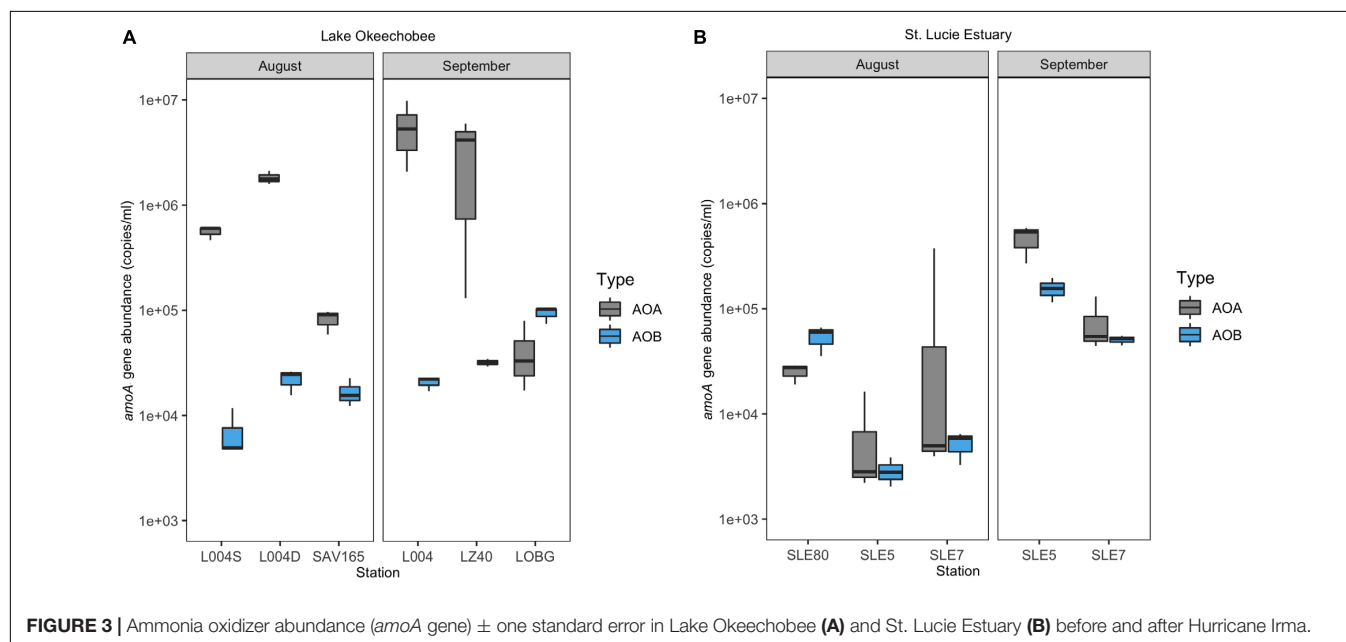 A
Lake Okeechobee
August
September
amoA gene abundance (copies/ml)
1e+07
1e+06
1e+05
1e+04
1e+03
L004S
L004D
SAV165
L004
LZ40
LOBG
Station
Type
AOA
AOB
B
St. Lucie Estuary
August
September
amoA gene abundance (copies/ml)
1e+07
1e+06
1e+05
1e+04
1e+03
SLE80
SLE5
SLE7
SLE5
SLE7
Station
Type
AOA
AOB
FIGURE 3 | Ammonia oxidizer abundance (amoA gene) ± one standard error in Lake Okeechobee (A) and St. Lucie Estuary (B) before and after Hurricane Irma.